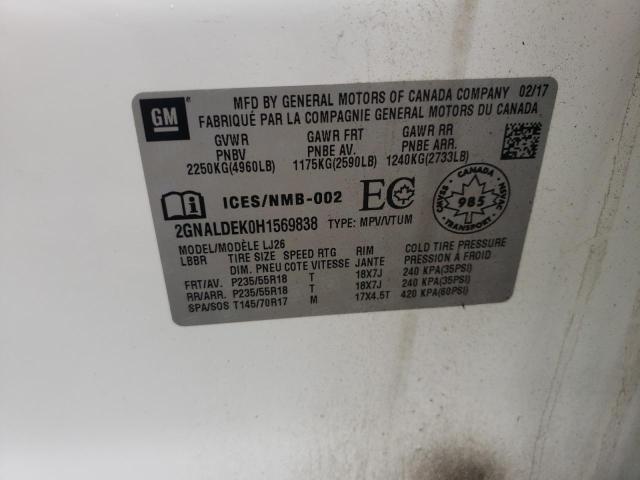 GM
MFD BY GENERAL MOTORS OF CANADA COMPANY 02/17
FABRIQUÉ PAR LA COMPAGNIE GENERAL MOTORS DU CANADA
GVWR GAWR FRT GAWR RR
PNBV PNBE AV. PNBE ARR.
2250KG(4960LB) 1175KG(2590LB) 1240KG(2733LB)
ICES/NMB-002 EC CANADA 985 TRANSPORT NSVAC
2GNALDEK0H1569838 TYPE: MPV/VTUM
MODEL/MODÈLE LJ26
LBBR TIRE SIZE SPEED RTG RIM COLD TIRE PRESSURE
DIM. PNEU COTE VITESSE JANTE PRESSION À FROID
FRT/AV. P235/55R18 T 18X7J 240 KPA(35PSI)
RR/ARR. P235/55R18 T 18X7J 240 KPA(35PSI)
SPA/SOS T145/70R17 M 17X4.5T 420 KPA(60PSI)